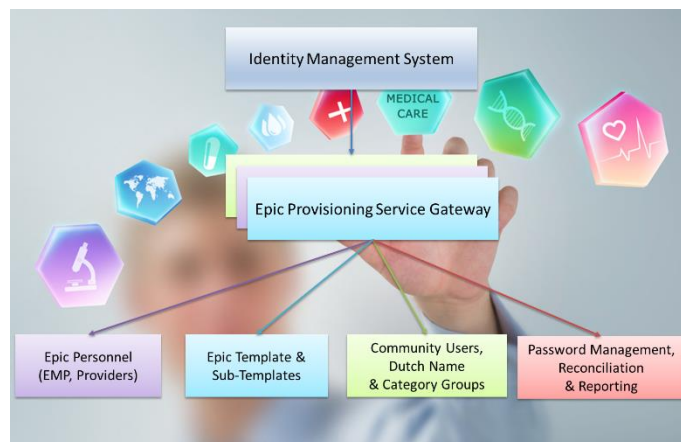 Identity Management System
MEDICAL
CARE
Epic Provisioning Service Gateway
Epic Personnel
(EMP, Providers)
Epic Template &
Sub-Templates
Community Users,
Dutch Name
& Category Groups
Password Management,
Reconciliation
& Reporting